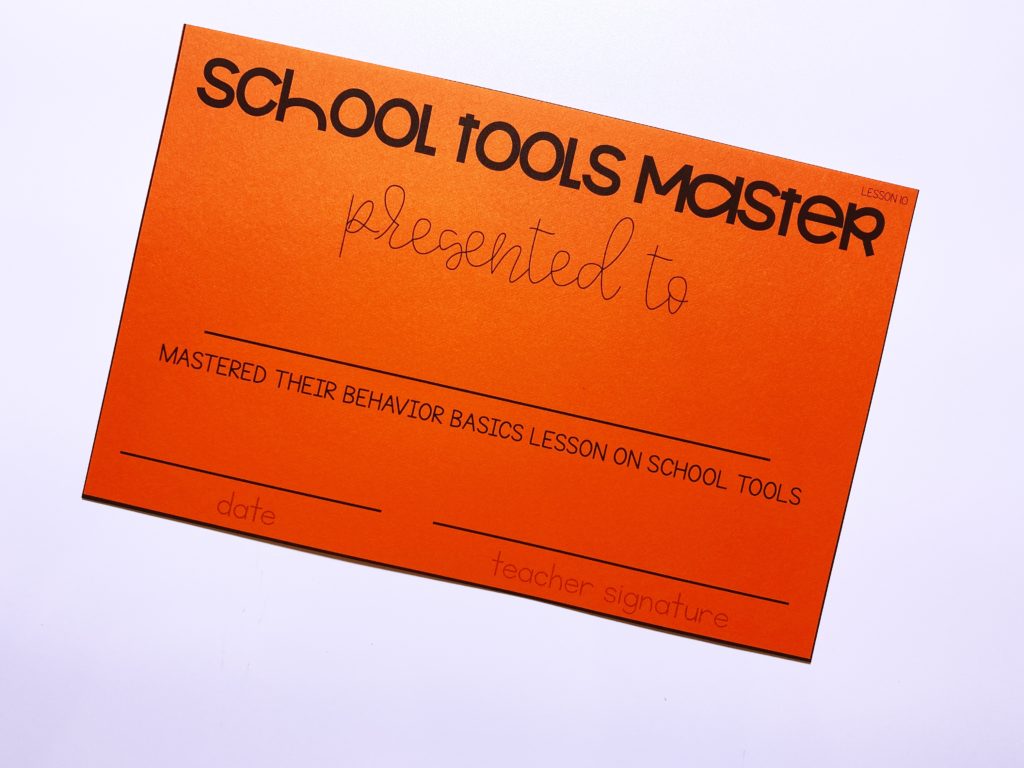 SCHOOL TOOLS MASTER
LESSON 10
presented to
MASTERED THEIR BEHAVIOR BASICS LESSON ON SCHOOL TOOLS
date
teacher signature